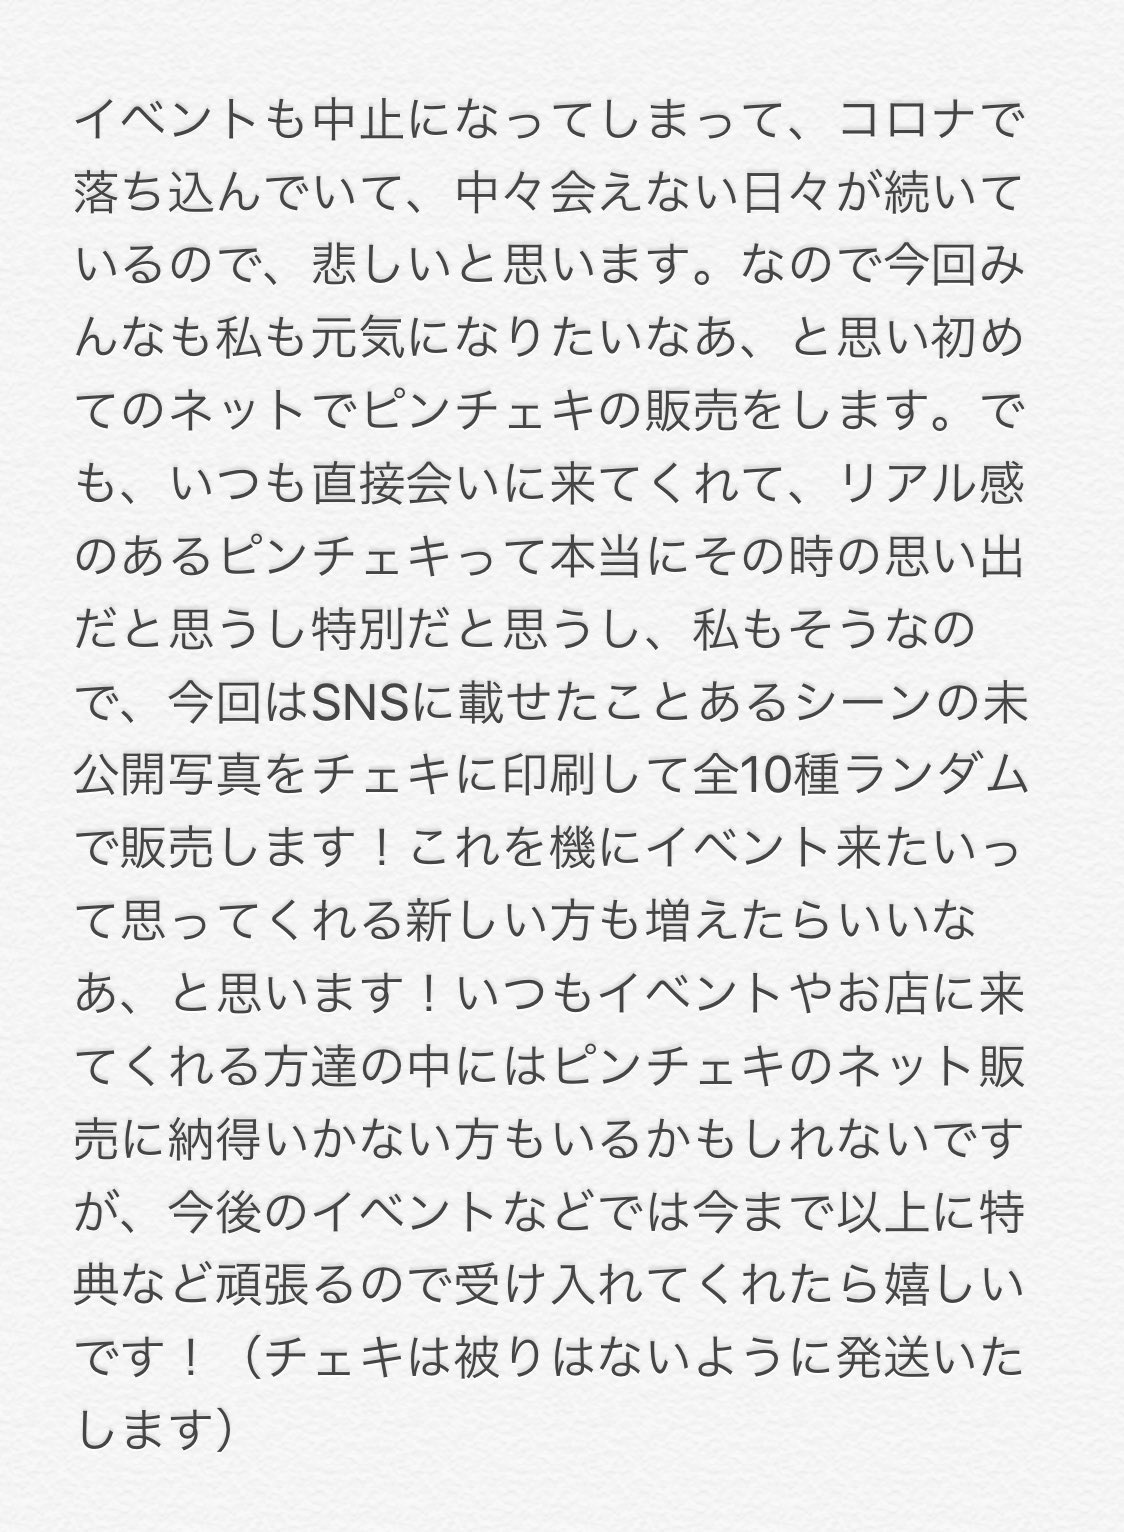 イベントも中止になってしまって、コロナで
落ち込んでいて、中々会えない日々が続いて
いるので、悲しいと思います。なので今回み
んなも私も元気になりたいなあ、と思い初め
てのネットでピンチェキの販売をします。で
も、いつも直接会いに来てくれて、リアル感
のあるピンチェキって本当にその時の思い出
だと思うし特別だと思うし、私もそうなの
で、今回はSNSに載せたことあるシーンの未
公開写真をチェキに印刷して全10種ランダム
で販売します！これを機にイベント来たいっ
て思ってくれる新しい方も増えたらいいな
あ、と思います！いつもイベントやお店に来
てくれる方達の中にはピンチェキのネット販
売に納得いかない方もいるかもしれないです
が、今後のイベントなどでは今まで以上に特
典など頑張るので受け入れてくれたら嬉しい
です！（チェキは被りはないように発送いた
します）